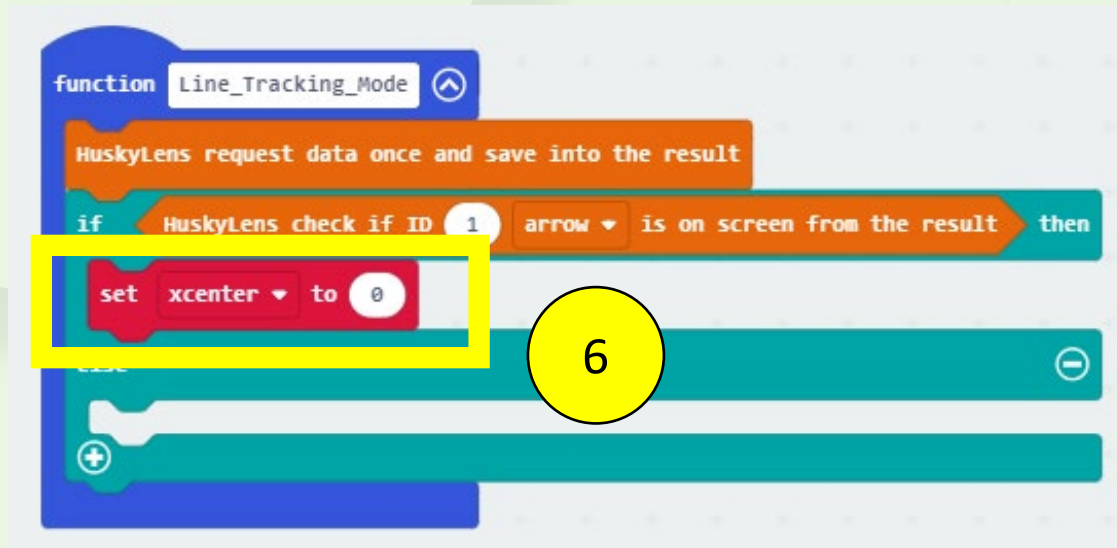 function Line_Tracking_Mode
HuskyLens request data once and save into the result
if HuskyLens check if ID 1 arrow is on screen from the result then
set xcenter to 0
6